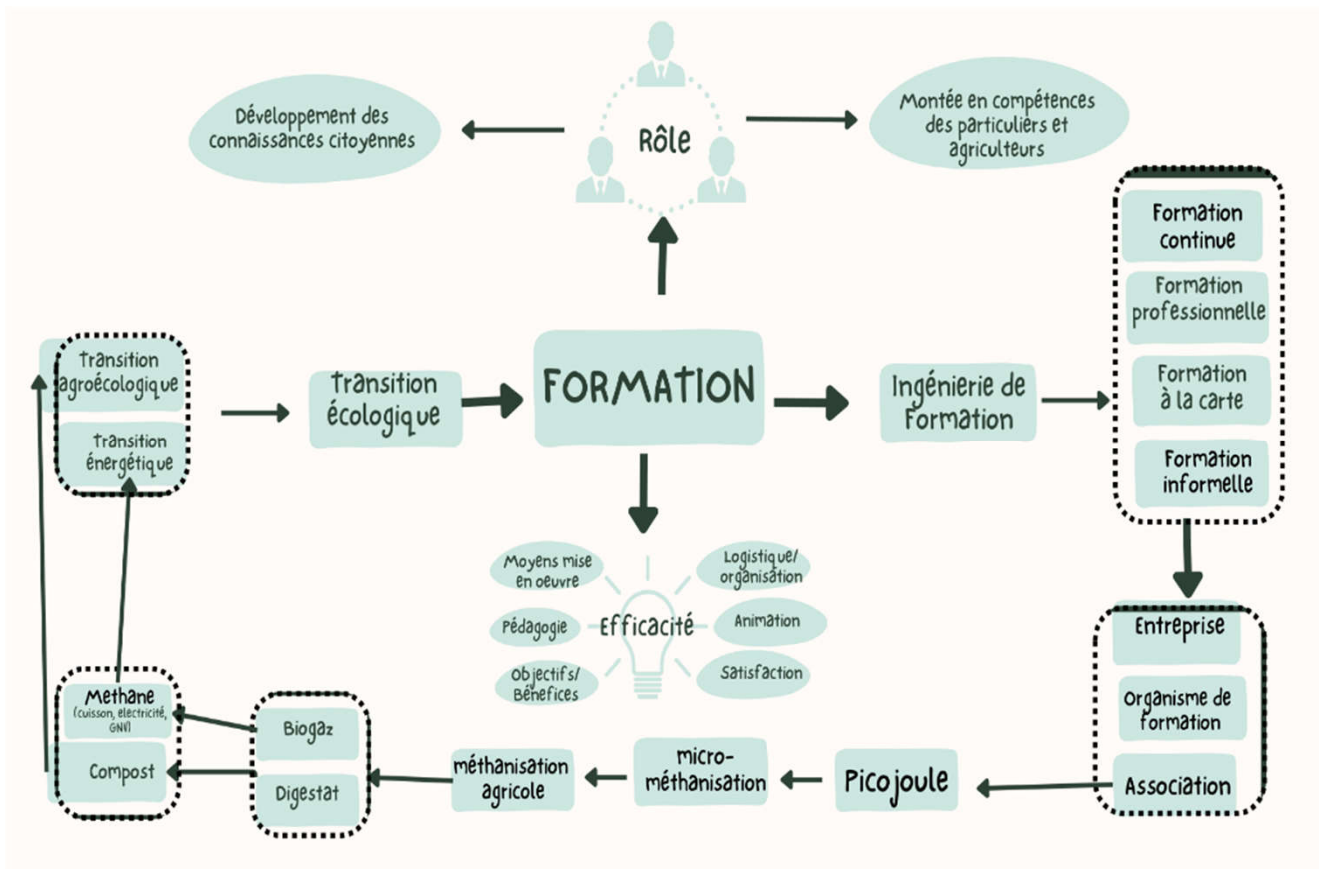 Développement des
connaissances citoyennes
Rôle
Montée en compétences
des particuliers et
agriculteurs
Formation
continue
Formation
professionnelle
Formation
à la carte
Formation
informelle
Transition
agroécologique
Transition
énergétique
Transition
écologique
FORMATION
Ingénierie de
Formation
Moyens mise
en oeuvre
Logistique/
organisation
Pédagogie
Efficacité
Animation
Objectifs/
Bénefices
Satisfaction
Entreprise
Organisme de
formation
Association
Méthane
(cuisson, electricité,
GNV)
Compost
Biogaz
Digestat
méthanisation
agricole
micro-
méthanisation
Picojoule